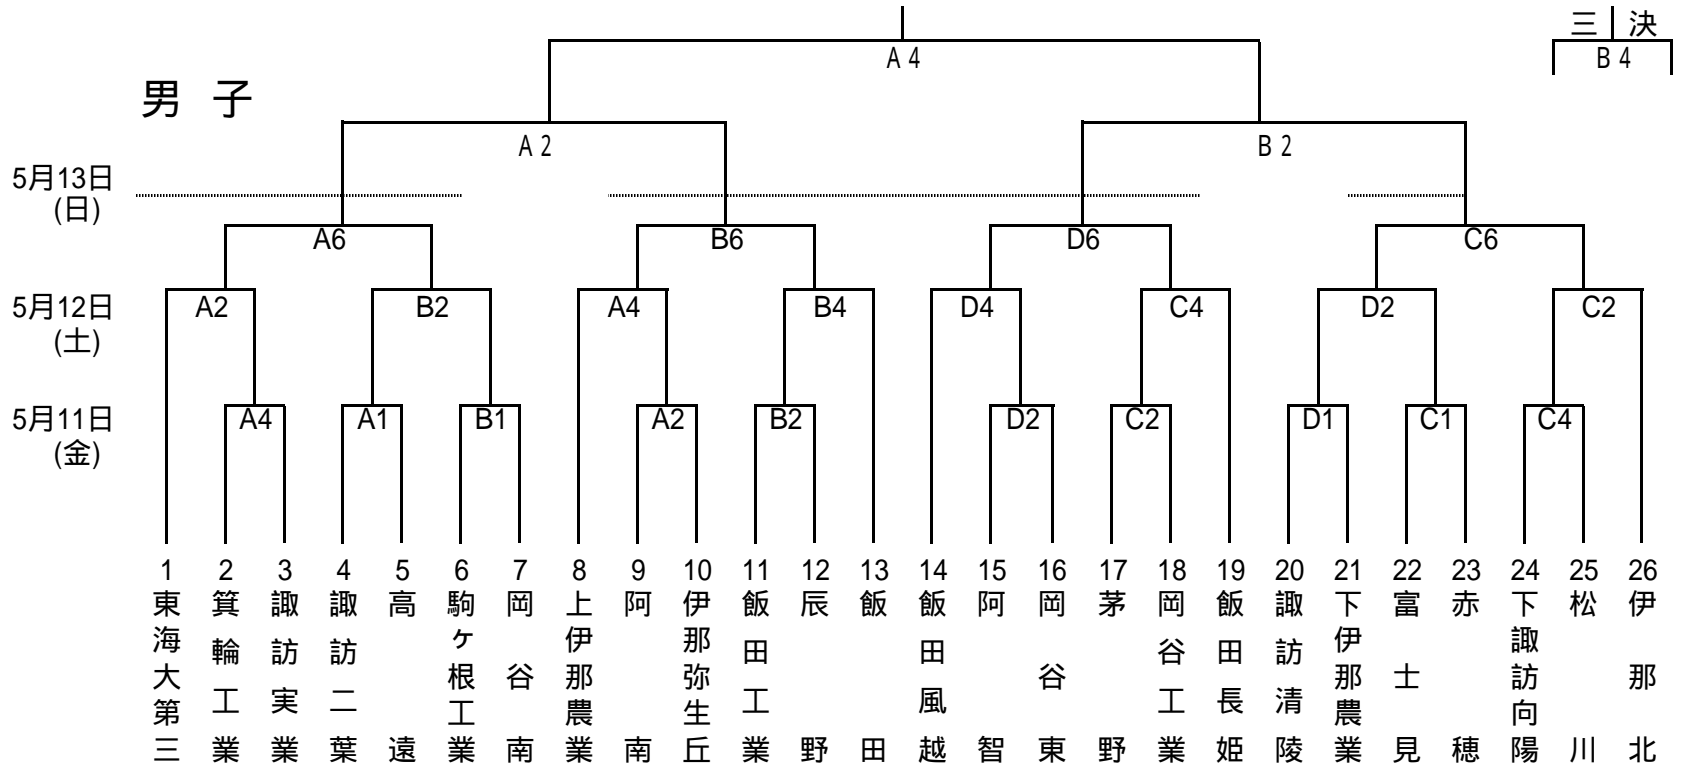 三 決
A 4
B 4
男 子
A 2
B 2
5月13日
(日)
A6
B6
D6
C6
5月12日
(土)
A2
B2
A4
B4
D4
C4
D2
C2
5月11日
(金)
A4
A1
B1
A2
B2
D2
C2
D1
C1
C4
1 東海大第三
2 箕輪工業
3 諏訪実業
4 諏訪二葉
5 高遠
6 駒ヶ根工業
7 岡谷南
8 上伊那農業
9 阿南
10 伊那弥生丘
11 飯田工業
12 辰野
13 飯田
14 飯田風越
15 阿智
16 岡谷東
17 茅野
18 岡谷工業
19 飯田長姫
20 諏訪清陵
21 下伊那農業
22 富士見
23 赤穂
24 下諏訪向陽
25 松川
26 伊那北